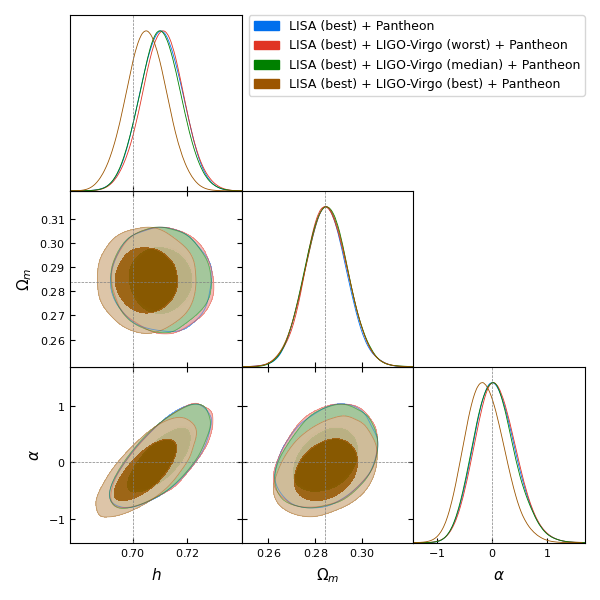 LISA (best) + Pantheon
LISA (best) + LIGO-Virgo (worst) + Pantheon
LISA (best) + LIGO-Virgo (median) + Pantheon
LISA (best) + LIGO-Virgo (best) + Pantheon
0.31
0.30
0.29
0.28
0.27
0.26
Ωm
1
0
−1
α
0.70 0.72
h
0.26 0.28 0.30
Ωm
−1 0 1
α